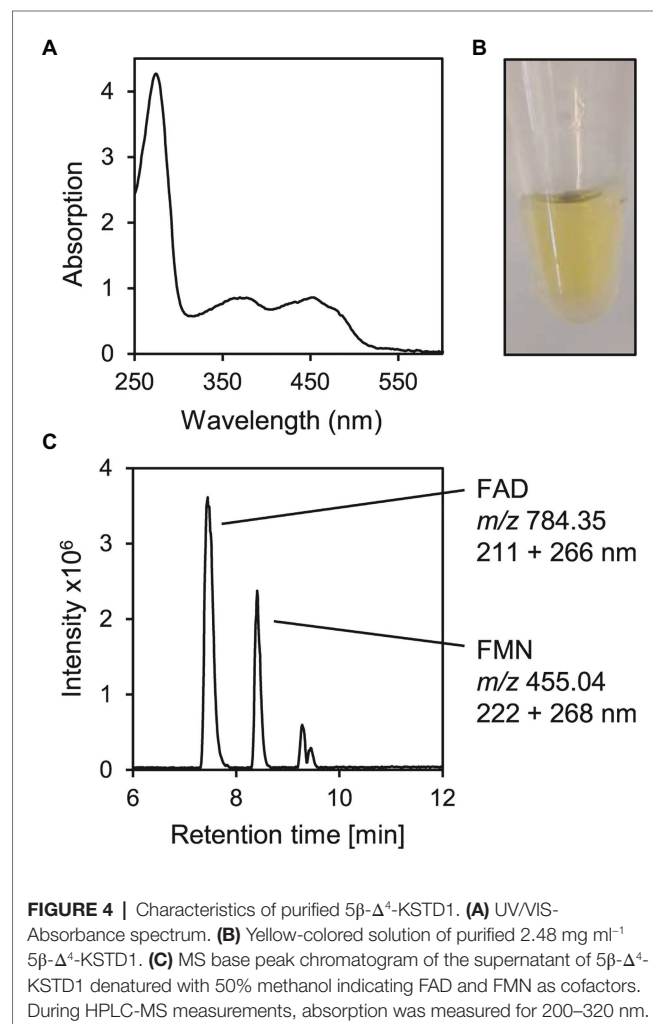 A
B
4
3
2
1
0
Absorption
250
350
450
550
Wavelength (nm)
C
4
3
2
1
0
Intensity x10⁶
6
8
10
12
Retention time [min]
FAD
m/z 784.35
211 + 266 nm
FMN
m/z 455.04
222 + 268 nm
FIGURE 4 | Characteristics of purified 5β-Δ⁴-KSTD1. (A) UV/VIS-
Absorbance spectrum. (B) Yellow-colored solution of purified 2.48 mg ml⁻¹
5β-Δ⁴-KSTD1. (C) MS base peak chromatogram of the supernatant of 5β-Δ⁴-
KSTD1 denatured with 50% methanol indicating FAD and FMN as cofactors.
During HPLC-MS measurements, absorption was measured for 200–320 nm.